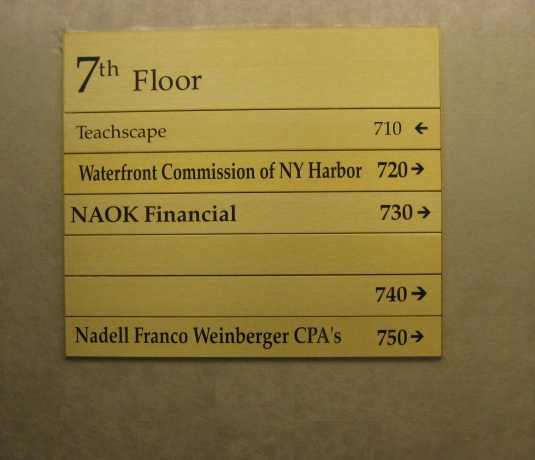 7th Floor
Teachscape 710 ←
Waterfront Commission of NY Harbor 720 →
NAOK Financial 730 →
740 →
Nadell Franco Weinberger CPA's 750 →